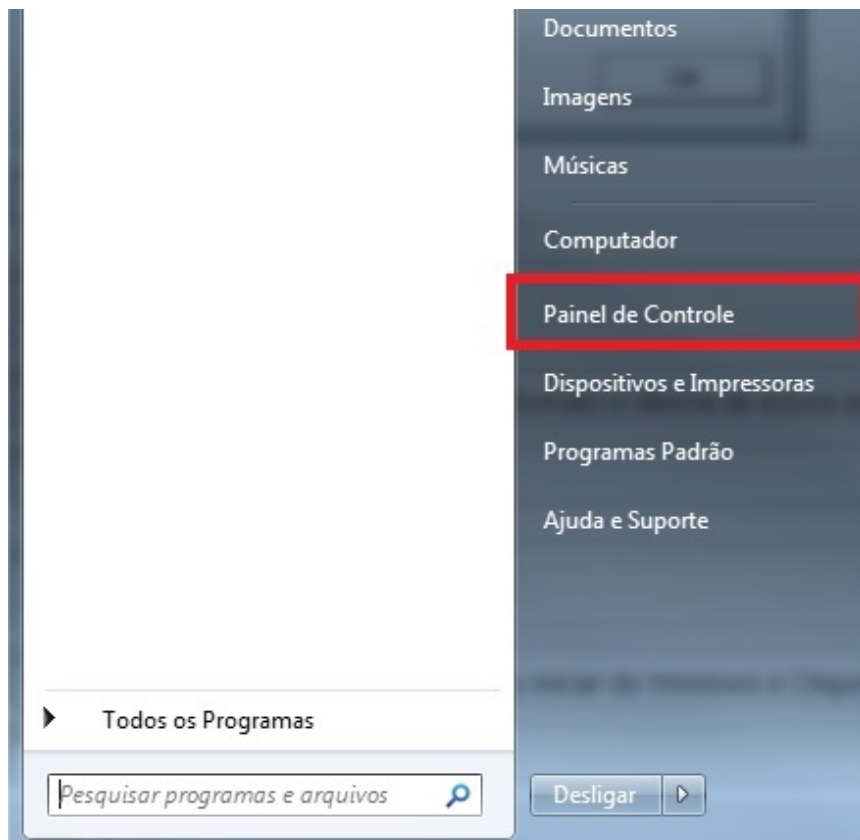 Documentos
Imagens
Músicas
Computador
Painel de Controle
Dispositivos e Impressoras
Programas Padrão
Ajuda e Suporte
Todos os Programas
Pesquisar programas e arquivos
Desligar